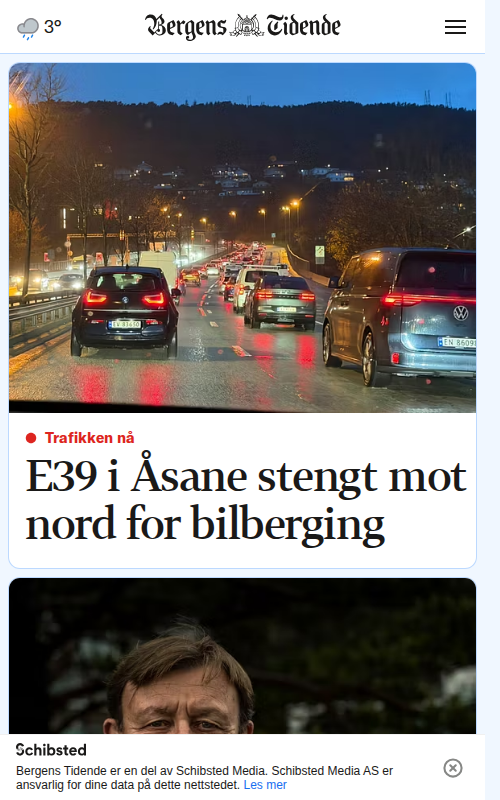 3°
Bergens Tidende
Trafikken nå
E39 i Åsane stengt mot
nord for bilberging
Schibsted
Bergens Tidende er en del av Schibsted Media. Schibsted Media AS er
ansvarlig for dine data på dette nettstedet. Les mer